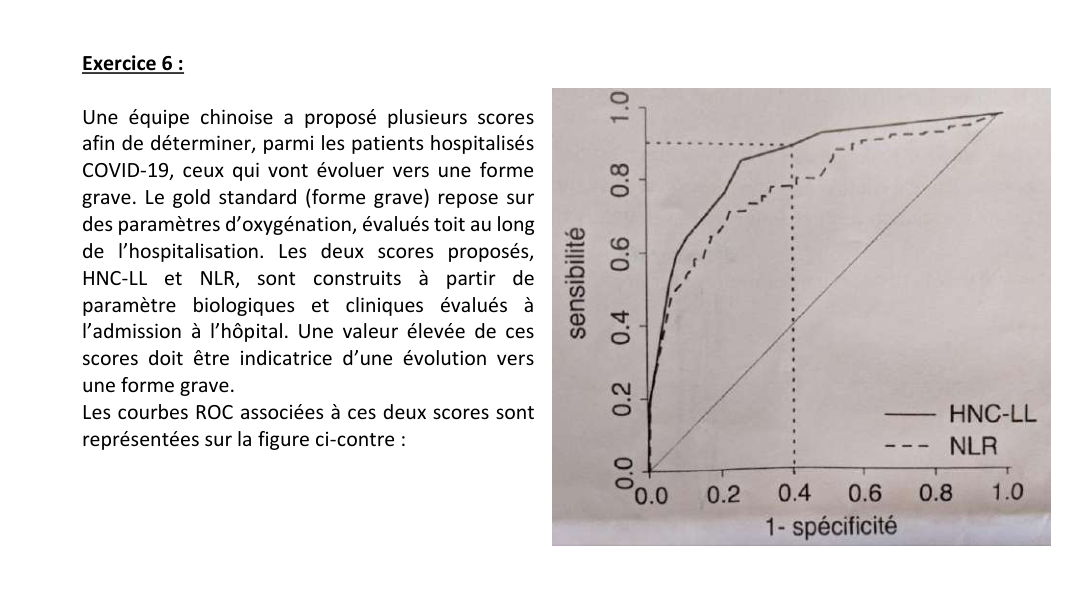 Exercice 6 :
Une équipe chinoise a proposé plusieurs scores
afin de déterminer, parmi les patients hospitalisés
COVID-19, ceux qui vont évoluer vers une forme
grave. Le gold standard (forme grave) repose sur
des paramètres d’oxygénation, évalués toit au long
de l’hospitalisation. Les deux scores proposés,
HNC-LL et NLR, sont construits à partir de
paramètre biologiques et cliniques évalués à
l’admission à l’hôpital. Une valeur élevée de ces
scores doit être indicatrice d’une évolution vers
une forme grave.
Les courbes ROC associées à ces deux scores sont
représentées sur la figure ci-contre :
sensibilité
1.0
0.8
0.6
0.4
0.2
0.0
HNC-LL
NLR
0.0 0.2 0.4 0.6 0.8 1.0
1- spécificité